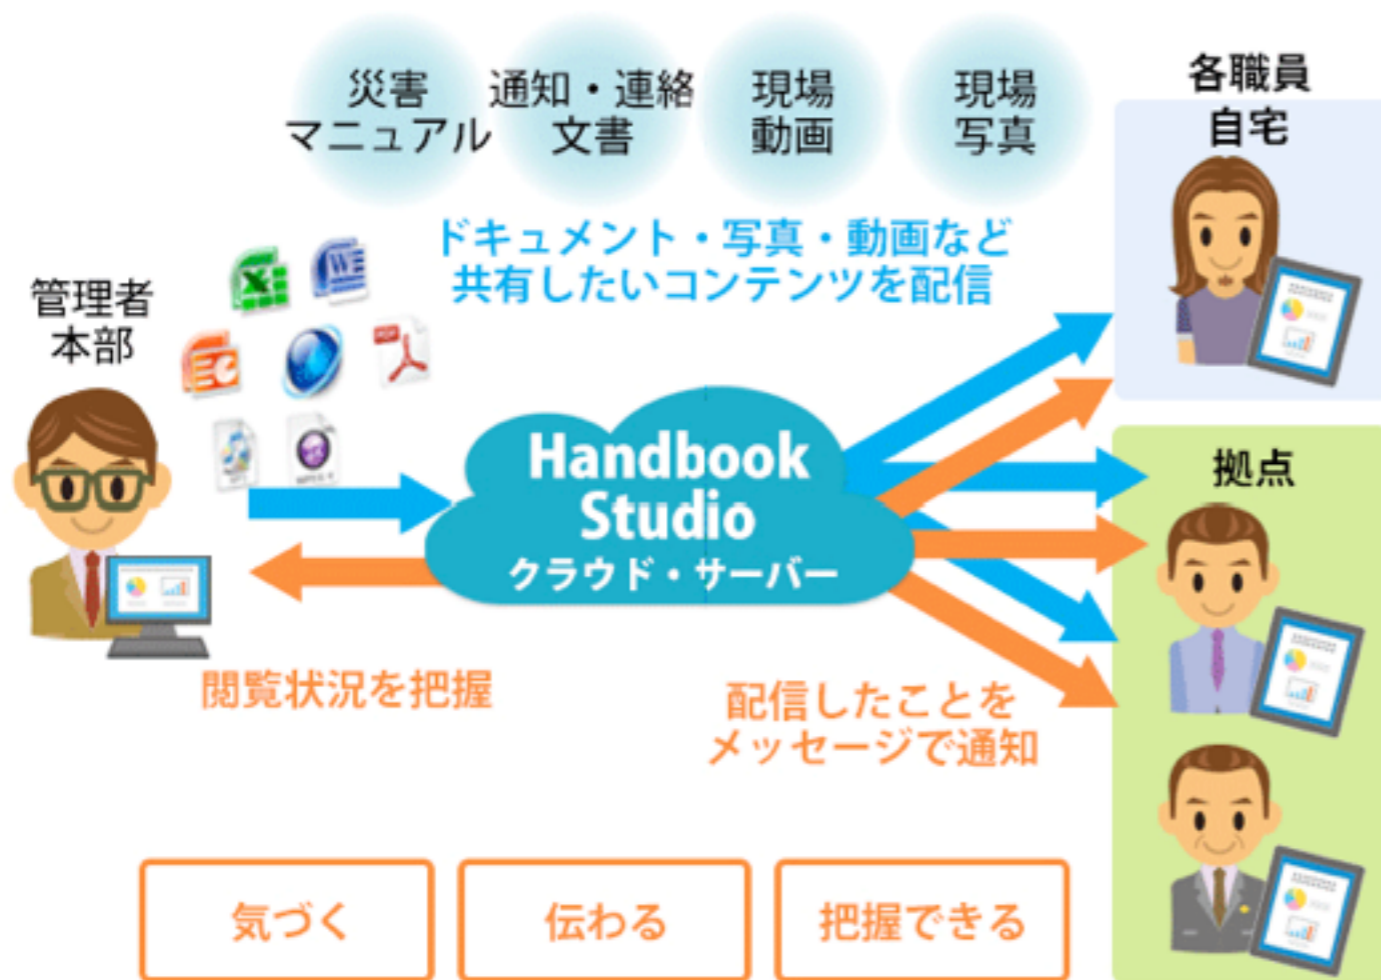 災害
マニュアル
通知・連絡
文書
現場
動画
現場
写真
各職員
自宅
ドキュメント・写真・動画など
共有したいコンテンツを配信
管理者
本部
Handbook
Studio
クラウド・サーバー
拠点
閲覧状況を把握
配信したことを
メッセージで通知
気づく
伝わる
把握できる